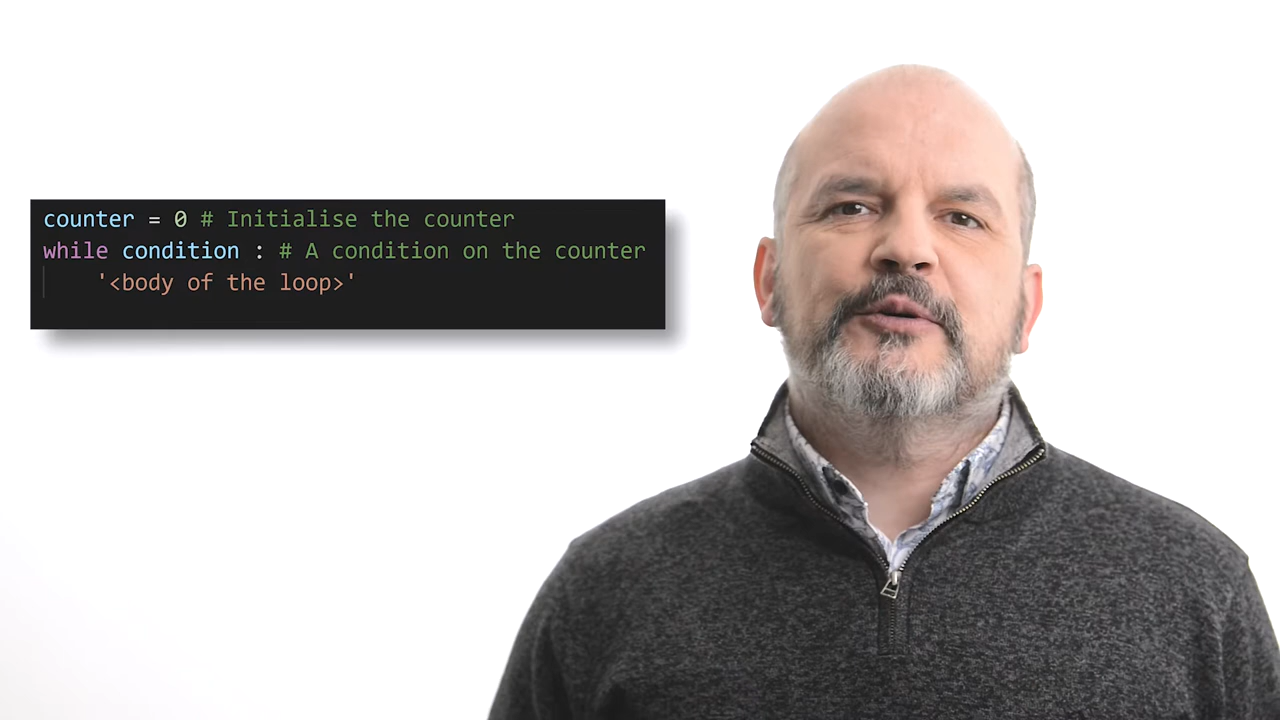 counter = 0 # Initialise the counter
while condition : # A condition on the counter
'<body of the loop>'